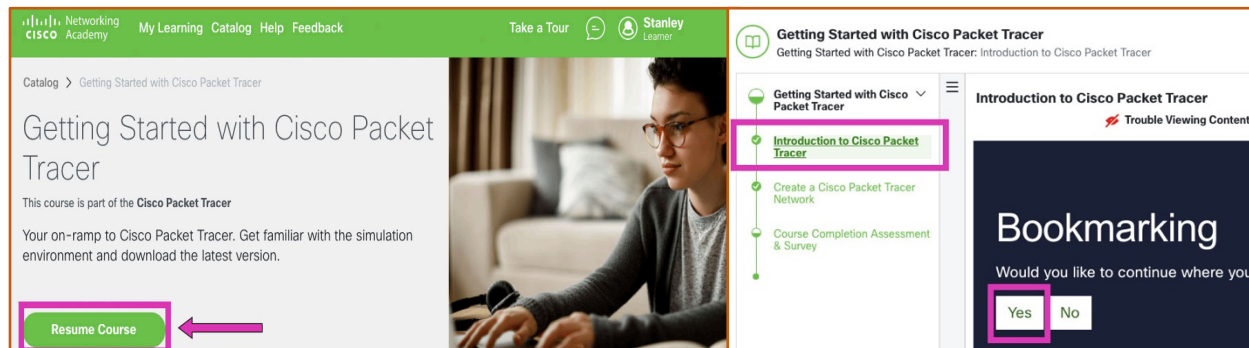 Networking
CISCO Academy
My Learning Catalog Help Feedback
Take a Tour
Stanley
Learner
Catalog > Getting Started with Cisco Packet Tracer
Getting Started with Cisco Packet
Tracer
This course is part of the Cisco Packet Tracer
Your on-ramp to Cisco Packet Tracer. Get familiar with the simulation
environment and download the latest version.
Resume Course
Getting Started with Cisco Packet Tracer
Getting Started with Cisco Packet Tracer: Introduction to Cisco Packet Tracer
Getting Started with Cisco
Packet Tracer
Introduction to Cisco Packet
Tracer
Create a Cisco Packet Tracer
Network
Course Completion Assessment
& Survey
Introduction to Cisco Packet Tracer
Trouble Viewing Content
Bookmarking
Would you like to continue where you
Yes No